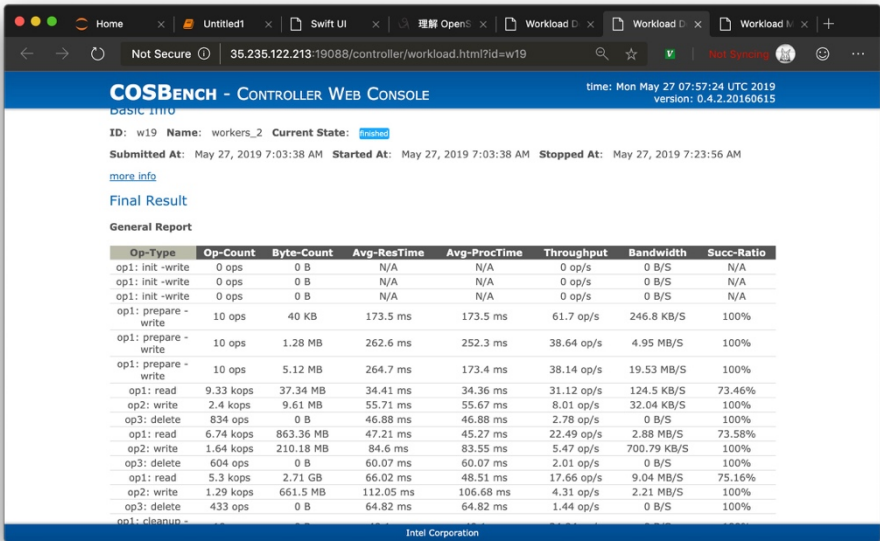 Home
Untitled1
Swift UI
理解 OpenS
Workload D
Workload D
Workload M
Not Secure
35.235.122.213:19088/controller/workload.html?id=w19
Not Syncing
COSBENCH - CONTROLLER WEB CONSOLE
time: Mon May 27 07:57:24 UTC 2019
version: 0.4.2.20160615
Basic Info
ID: w19 Name: workers_2 Current State: finished
Submitted At: May 27, 2019 7:03:38 AM Started At: May 27, 2019 7:03:38 AM Stopped At: May 27, 2019 7:23:56 AM
more info
Final Result
General Report
Op-Type Op-Count Byte-Count Avg-ResTime Avg-ProcTime Throughput Bandwidth Succ-Ratio
op1: init -write 0 ops 0 B N/A N/A 0 op/s 0 B/S N/A
op1: init -write 0 ops 0 B N/A N/A 0 op/s 0 B/S N/A
op1: init -write 0 ops 0 B N/A N/A 0 op/s 0 B/S N/A
op1: prepare -
write 10 ops 40 KB 173.5 ms 173.5 ms 61.7 op/s 246.8 KB/S 100%
op1: prepare -
write 10 ops 1.28 MB 262.6 ms 252.3 ms 38.64 op/s 4.95 MB/S 100%
op1: prepare -
write 10 ops 5.12 MB 264.7 ms 173.4 ms 38.14 op/s 19.53 MB/S 100%
op1: read 9.33 kops 37.34 MB 34.41 ms 34.36 ms 31.12 op/s 124.5 KB/S 73.46%
op2: write 2.4 kops 9.61 MB 55.71 ms 55.67 ms 8.01 op/s 32.04 KB/S 100%
op3: delete 834 ops 0 B 46.88 ms 46.88 ms 2.78 op/s 0 B/S 100%
op1: read 6.74 kops 863.36 MB 47.21 ms 45.27 ms 22.49 op/s 2.88 MB/S 73.58%
op2: write 1.64 kops 210.18 MB 84.6 ms 83.55 ms 5.47 op/s 700.79 KB/S 100%
op3: delete 604 ops 0 B 60.07 ms 60.07 ms 2.01 op/s 0 B/S 100%
op1: read 5.3 kops 2.71 GB 66.02 ms 48.51 ms 17.66 op/s 9.04 MB/S 75.16%
op2: write 1.29 kops 661.5 MB 112.05 ms 106.68 ms 4.31 op/s 2.21 MB/S 100%
op3: delete 433 ops 0 B 64.82 ms 64.82 ms 1.44 op/s 0 B/S 100%
op1: cleanup -
Intel Corporation